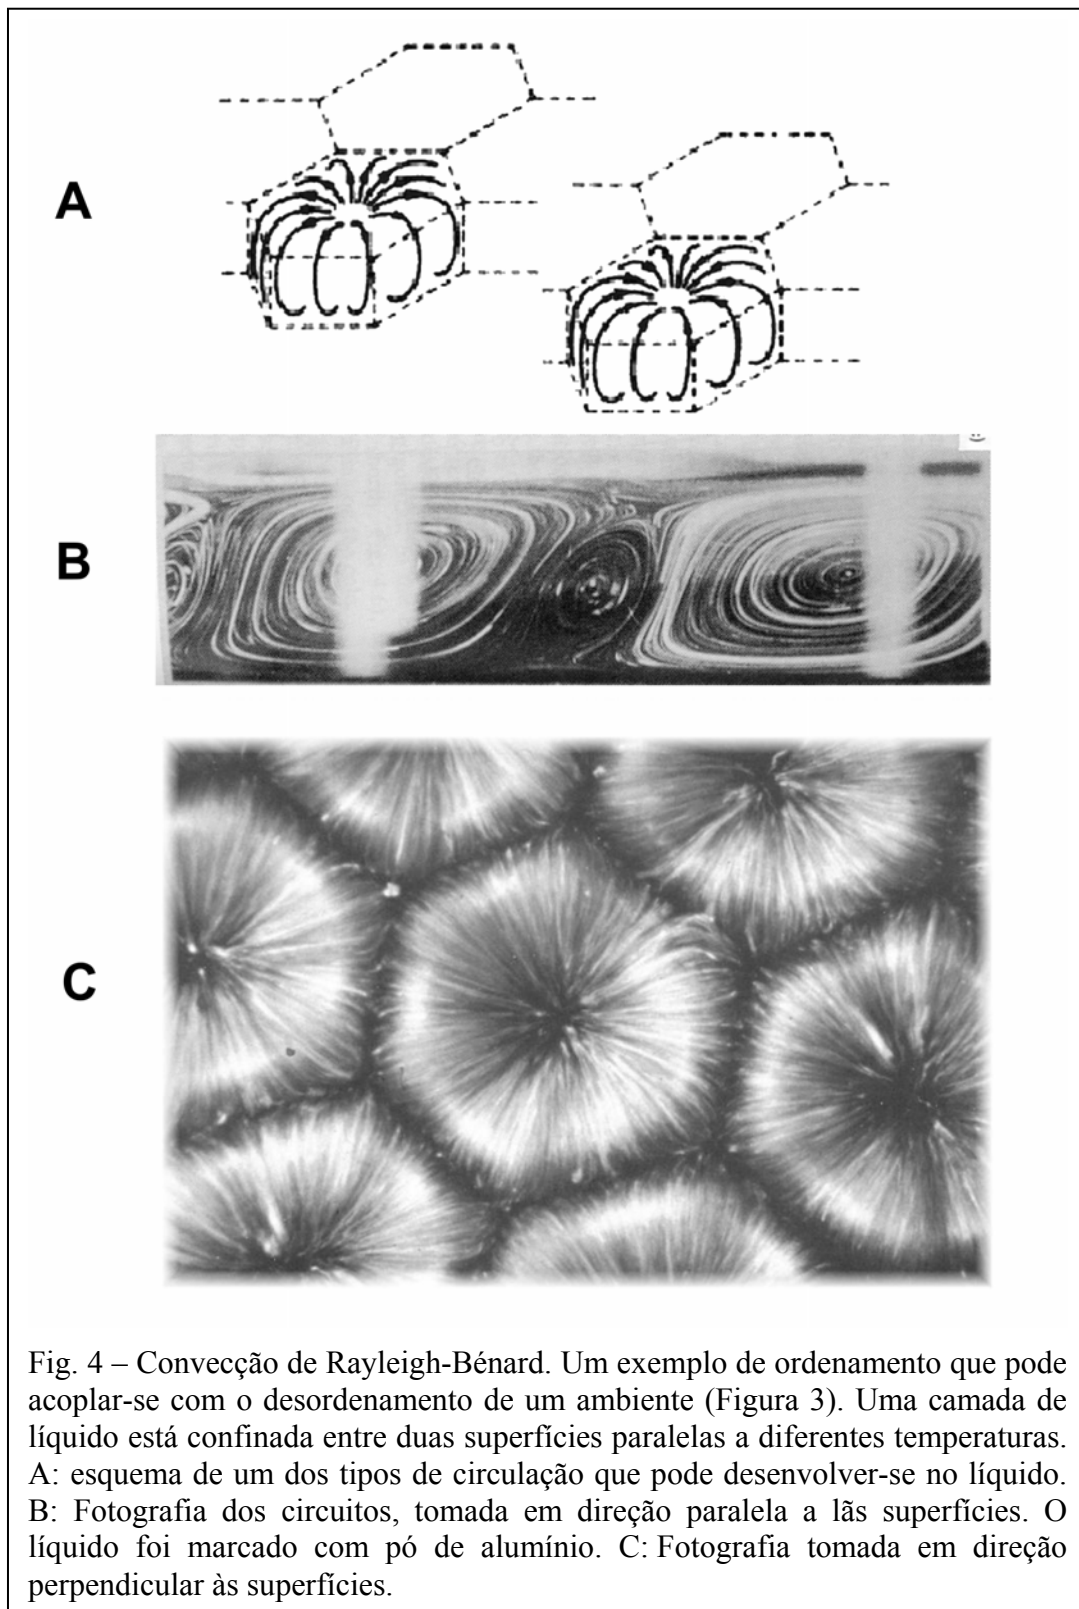 A
B
C
Fig. 4 – Convecção de Rayleigh-Bénard. Um exemplo de ordenamento que pode
acoplar-se com o desordenamento de um ambiente (Figura 3). Uma camada de
líquido está confinada entre duas superfícies paralelas a diferentes temperaturas.
A: esquema de um dos tipos de circulação que pode desenvolver-se no líquido.
B: Fotografia dos circuitos, tomada em direção paralela a lãs superfícies. O
líquido foi marcado com pó de alumínio. C: Fotografia tomada em direção
perpendicular às superfícies.